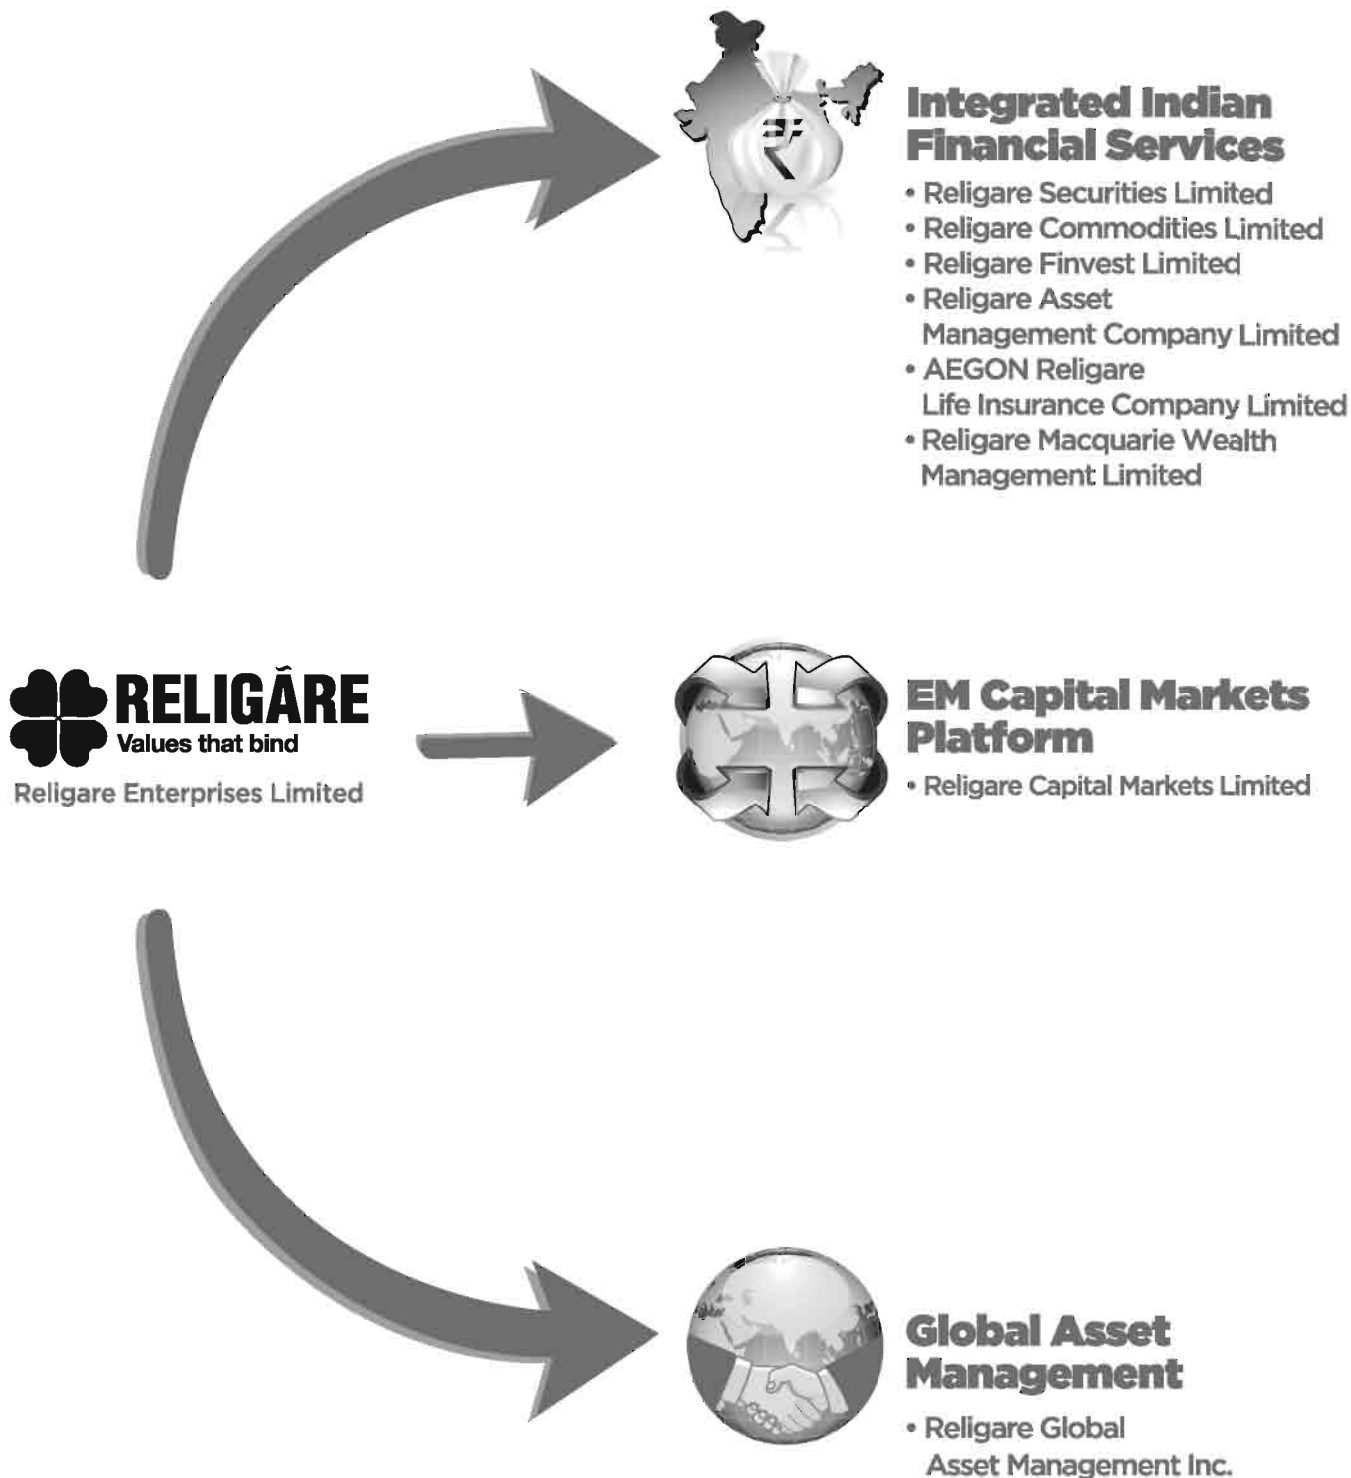 Integrated Indian
Financial Services
• Religare Securities Limited
• Religare Commodities Limited
• Religare Finvest Limited
• Religare Asset
Management Company Limited
• AEGON Religare
Life Insurance Company Limited
• Religare Macquarie Wealth
Management Limited
RELIGĀRE
Values that bind
Religare Enterprises Limited
EM Capital Markets
Platform
• Religare Capital Markets Limited
Global Asset
Management
• Religare Global
Asset Management Inc.